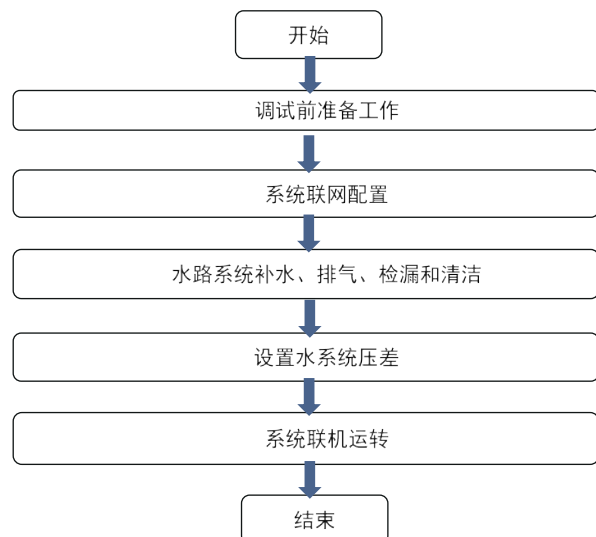 开始
调试前准备工作
系统联网配置
水路系统补水、排气、检漏和清洁
设置水系统压差
系统联机运转
结束